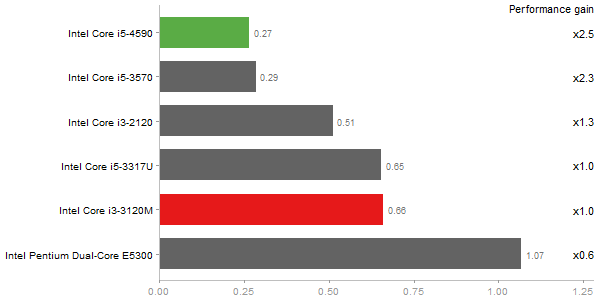 Performance gain
Intel Core i5-4590 0.27 x2.5
Intel Core i5-3570 0.29 x2.3
Intel Core i3-2120 0.51 x1.3
Intel Core i5-3317U 0.65 x1.0
Intel Core i3-3120M 0.66 x1.0
Intel Pentium Dual-Core E5300 1.07 x0.6
0.00 0.25 0.50 0.75 1.00 1.25